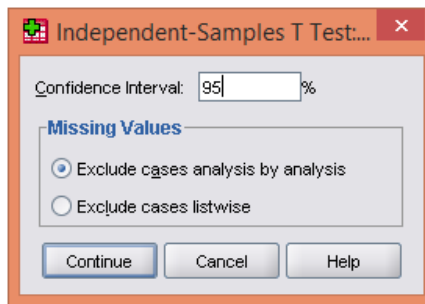 Independent-Samples T Test:...
Confidence Interval: 95 %
Missing Values
Exclude cases analysis by analysis
Exclude cases listwise
Continue Cancel Help